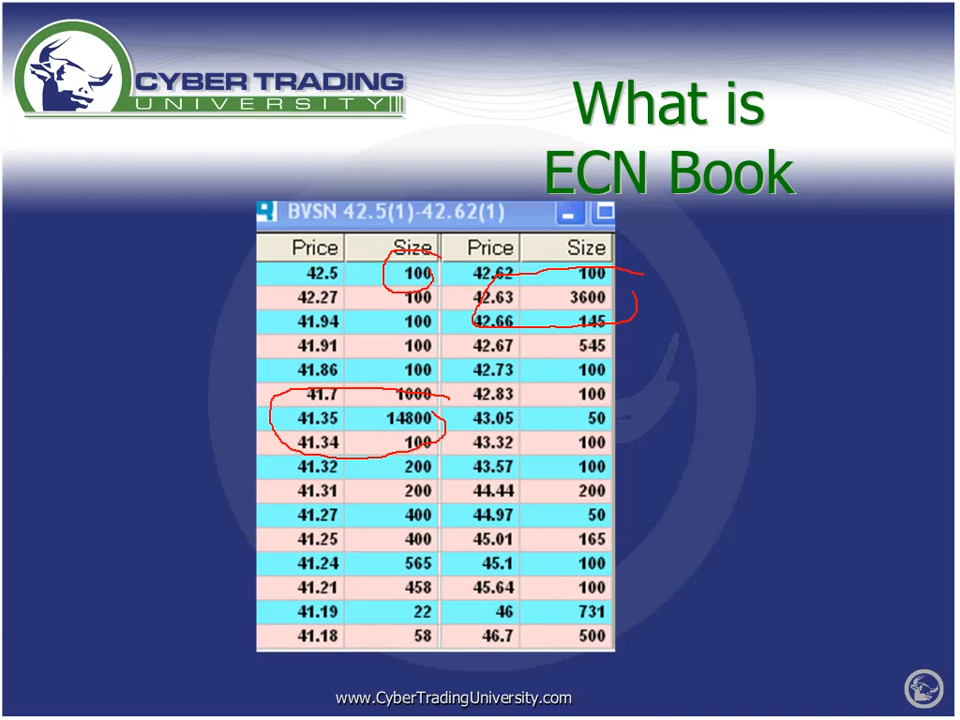 CYBER TRADING
UNIVERSITY
What is
ECN Book
BVSN 42.5(1)-42.62(1)
Price Size Price Size
42.5 100 42.62 100
42.27 100 42.63 3600
41.94 100 42.66 145
41.91 100 42.67 545
41.86 100 42.73 100
41.7 1000 42.83 100
41.35 14800 43.05 50
41.34 100 43.32 100
41.32 200 43.57 100
41.31 200 44.44 200
41.27 400 44.97 50
41.25 400 45.01 165
41.24 565 45.1 100
41.21 458 45.64 100
41.19 22 46 731
41.18 58 46.7 500
www.CyberTradingUniversity.com